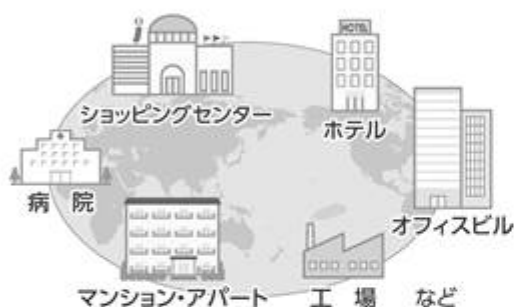 HOTEL
ショッピングセンター
ホテル
病院
オフィスビル
マンション・アパート
工場 など